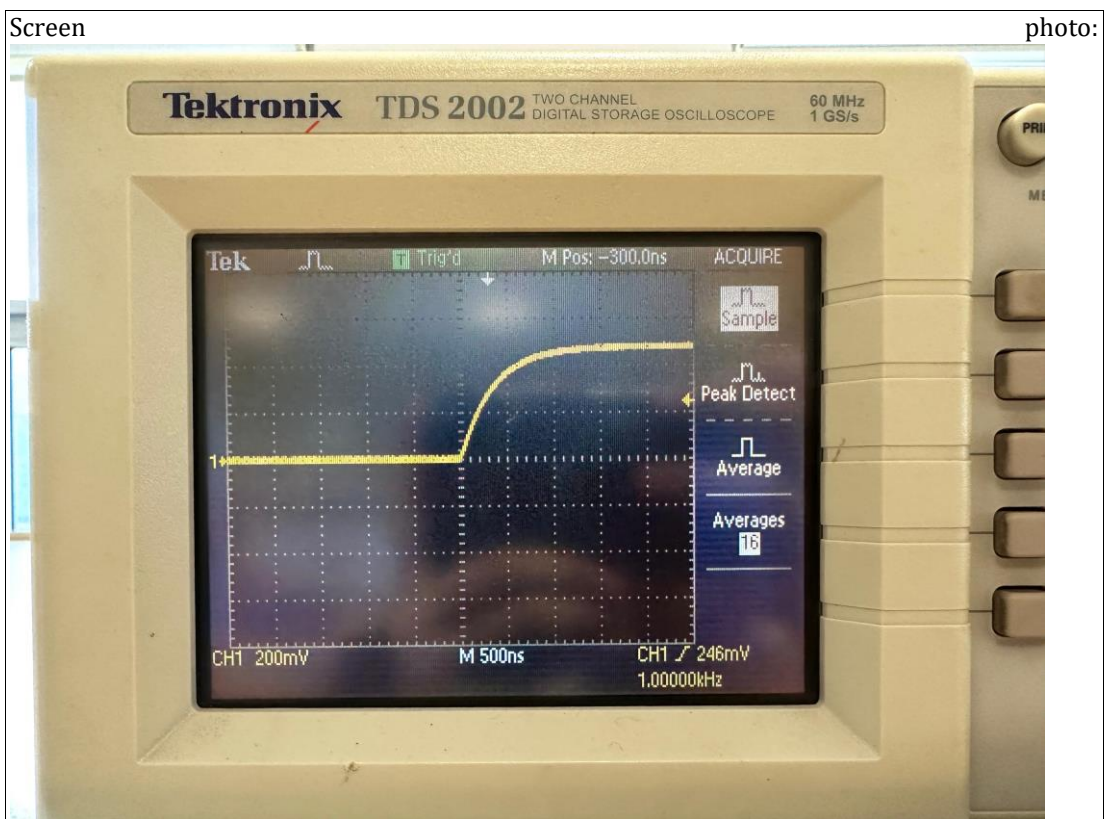 Screen photo:
Tektronix TDS 2002 TWO CHANNEL DIGITAL STORAGE OSCILLOSCOPE 60 MHz 1 GS/s
Tek Trig'd M Pos: -300.0ns ACQUIRE
Sample
Peak Detect
1
Average
Averages
16
CH1 200mV M 500ns CH1 246mV
1.00000kHz